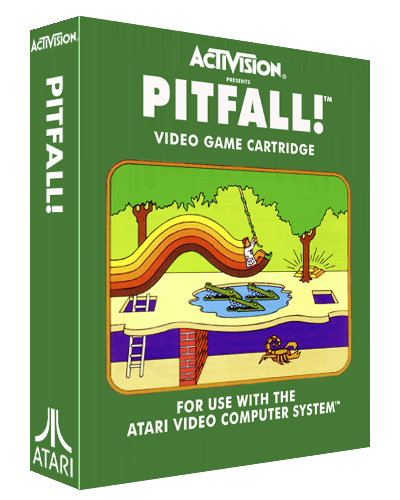 ACTIVISION®
PITFALL!
ATARI
ACTIVISION®
PRESENTS
PITFALL!™
VIDEO GAME CARTRIDGE
FOR USE WITH THE
ATARI VIDEO COMPUTER SYSTEM™